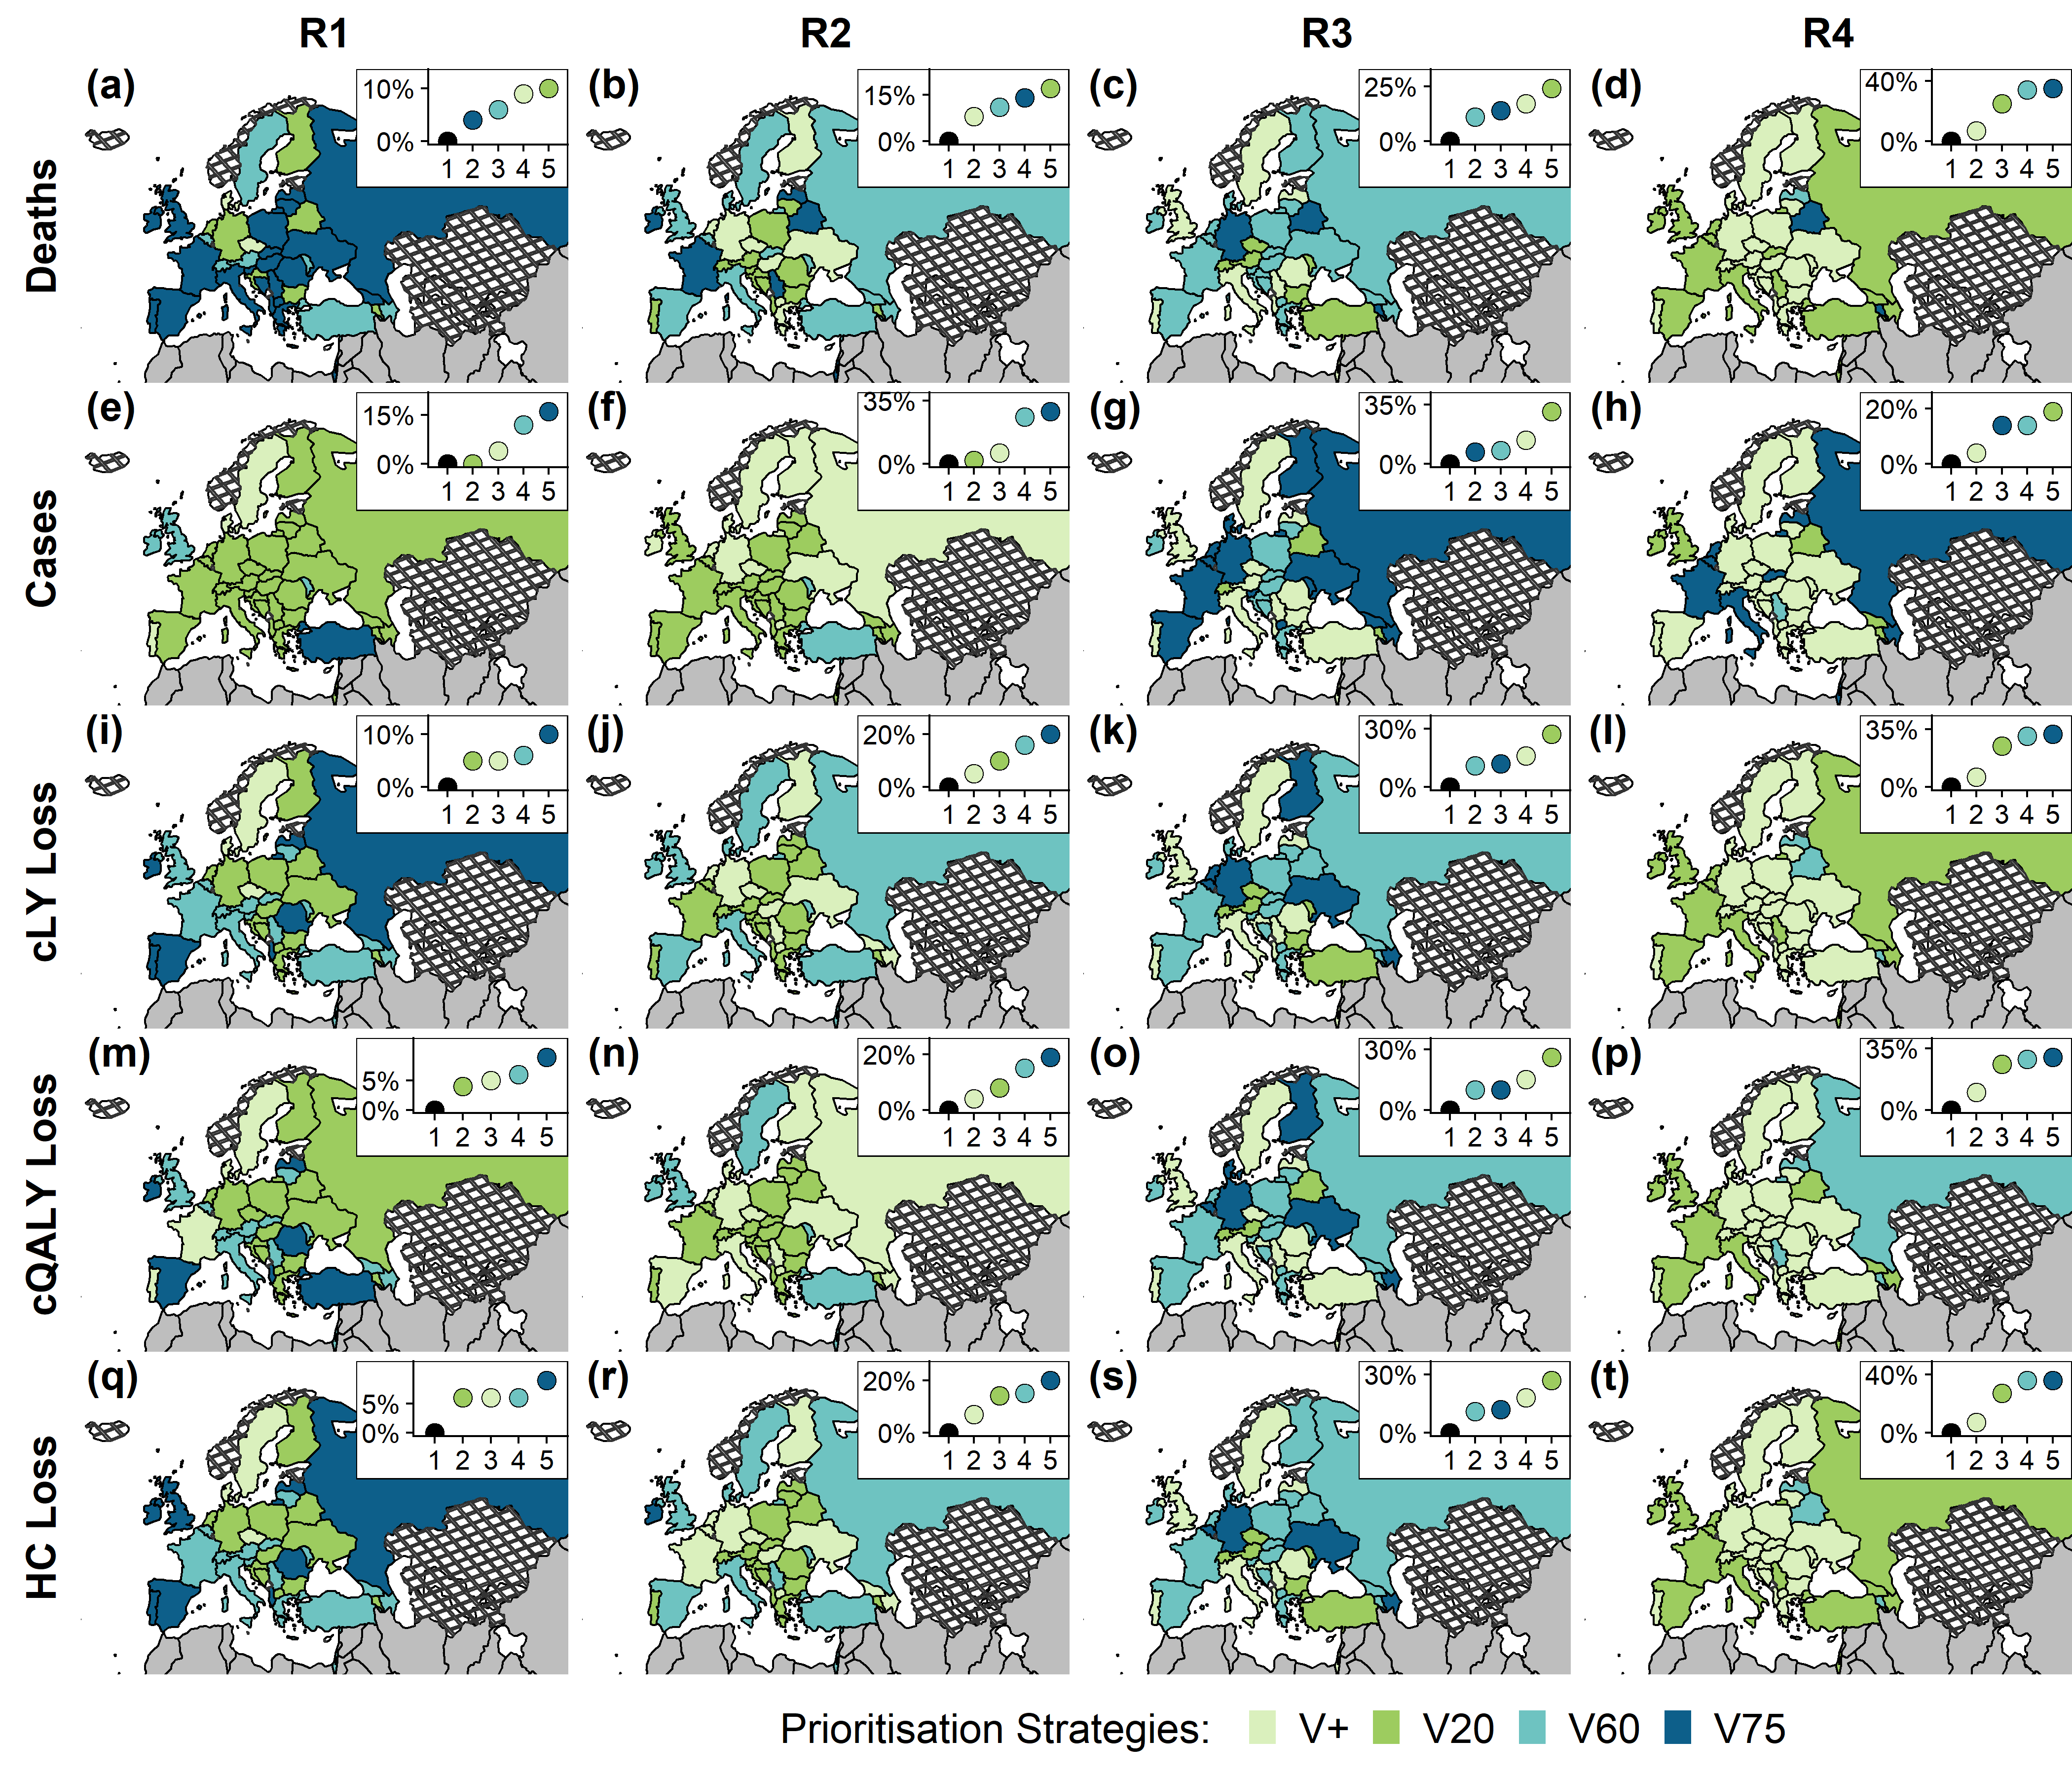 R1 R2 R3 R4
Deaths
(a) 10% 0% 1 2 3 4 5
(b) 15% 0% 1 2 3 4 5
(c) 25% 0% 1 2 3 4 5
(d) 40% 0% 1 2 3 4 5
Cases
(e) 15% 0% 1 2 3 4 5
(f) 35% 0% 1 2 3 4 5
(g) 35% 0% 1 2 3 4 5
(h) 20% 0% 1 2 3 4 5
cLY Loss
(i) 10% 0% 1 2 3 4 5
(j) 20% 0% 1 2 3 4 5
(k) 30% 0% 1 2 3 4 5
(l) 35% 0% 1 2 3 4 5
cQALY Loss
(m) 5% 0% 1 2 3 4 5
(n) 20% 0% 1 2 3 4 5
(o) 30% 0% 1 2 3 4 5
(p) 35% 0% 1 2 3 4 5
HC Loss
(q) 5% 0% 1 2 3 4 5
(r) 20% 0% 1 2 3 4 5
(s) 30% 0% 1 2 3 4 5
(t) 40% 0% 1 2 3 4 5
Prioritisation Strategies: V+ V20 V60 V75